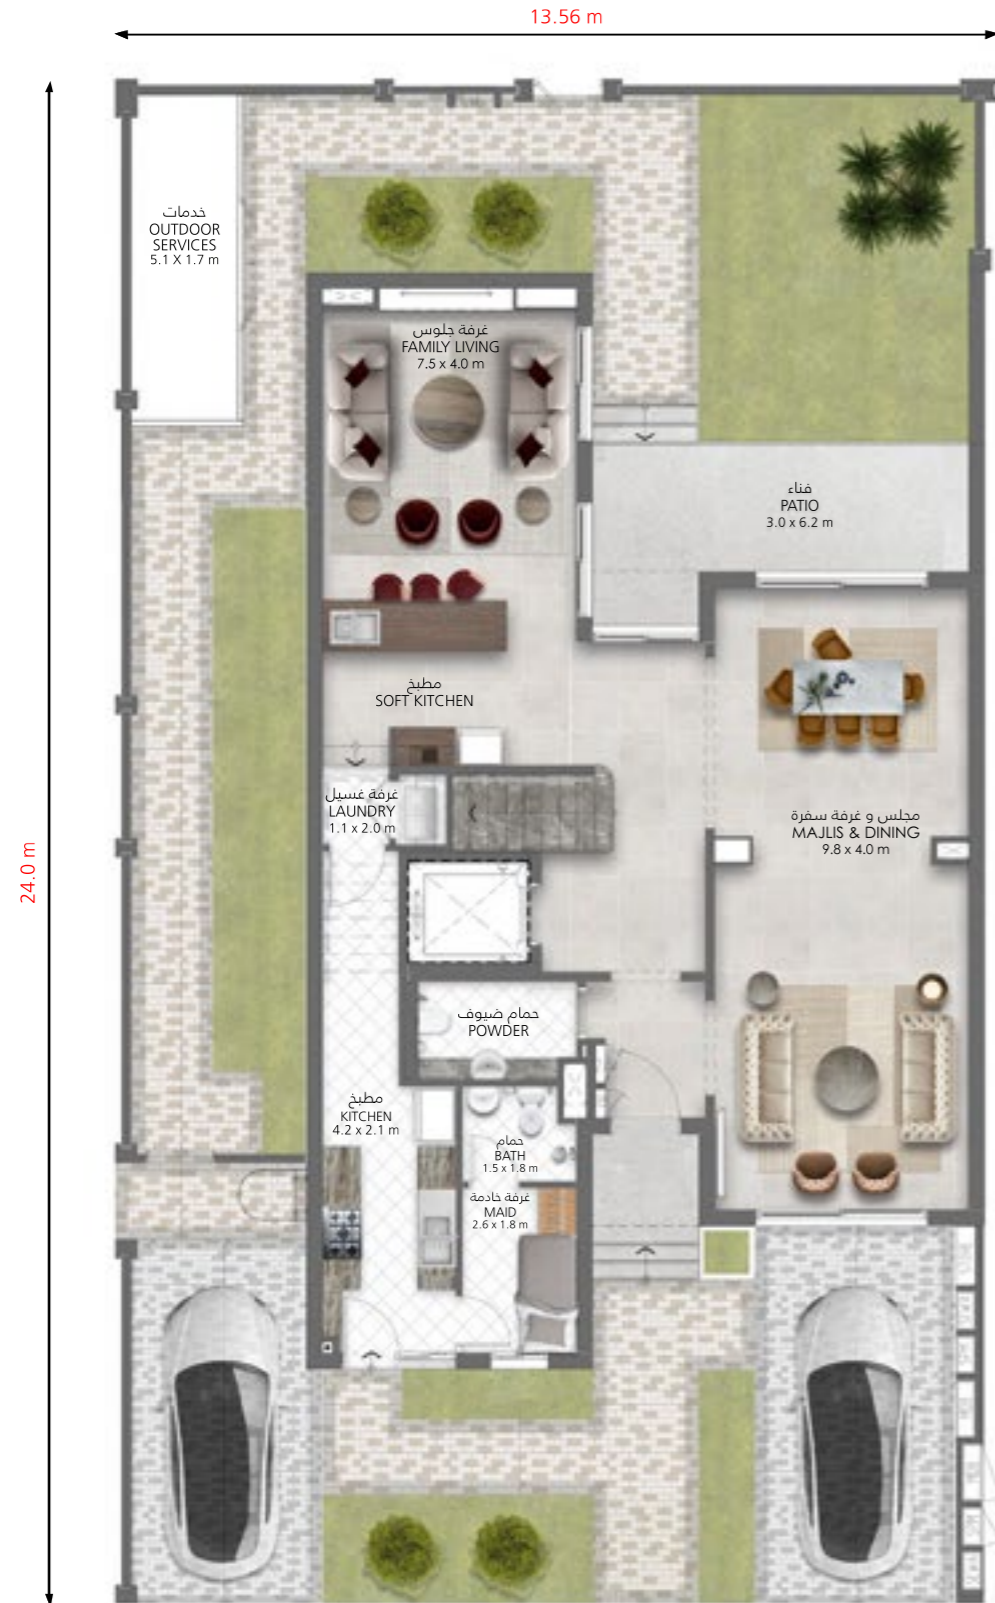 13.56 m
24.0 m
خدمات
OUTDOOR
SERVICES
5.1 X 1.7 m
غرفة جلوس
FAMILY LIVING
7.5 x 4.0 m
فناء
PATIO
3.0 x 6.2 m
مطبخ
SOFT KITCHEN
غرفة غسيل
LAUNDRY
1.1 x 2.0 m
مجلس و غرفة سفرة
MAJLIS & DINING
9.8 x 4.0 m
حمام ضيوف
POWDER
مطبخ
KITCHEN
4.2 x 2.1 m
حمام
BATH
1.5 x 1.8 m
غرفة خادمة
MAID
2.6 x 1.8 m